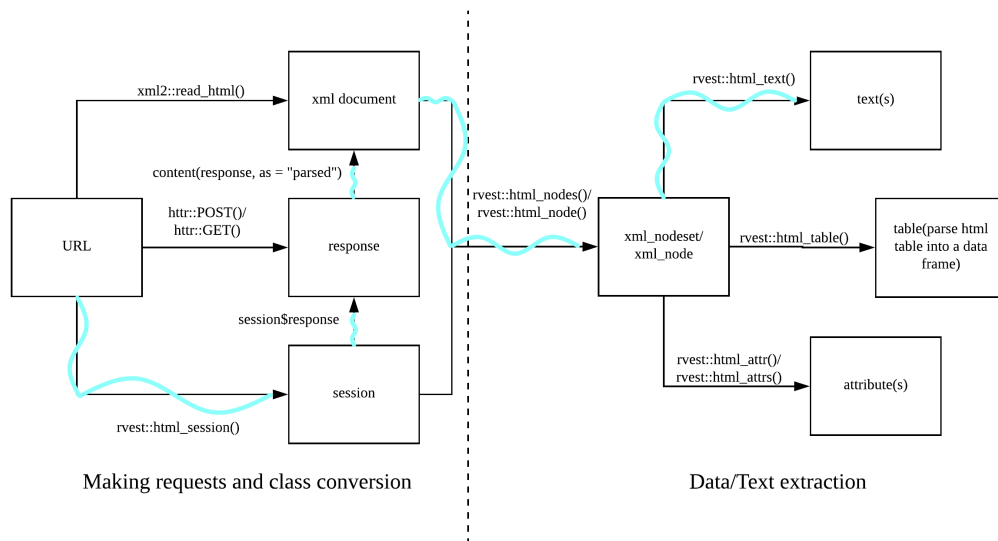 xml2::read_html()
xml document
rvest::html_text()
text(s)
content(response, as = "parsed")
httr::POST()/
httr::GET()
URL
response
rvest::html_nodes()/
rvest::html_node()
xml_nodeset/
xml_node
rvest::html_table()
table(parse html
table into a data
frame)
session$response
session
rvest::html_session()
rvest::html_attr()/
rvest::html_attrs()
attribute(s)
Making requests and class conversion
Data/Text extraction